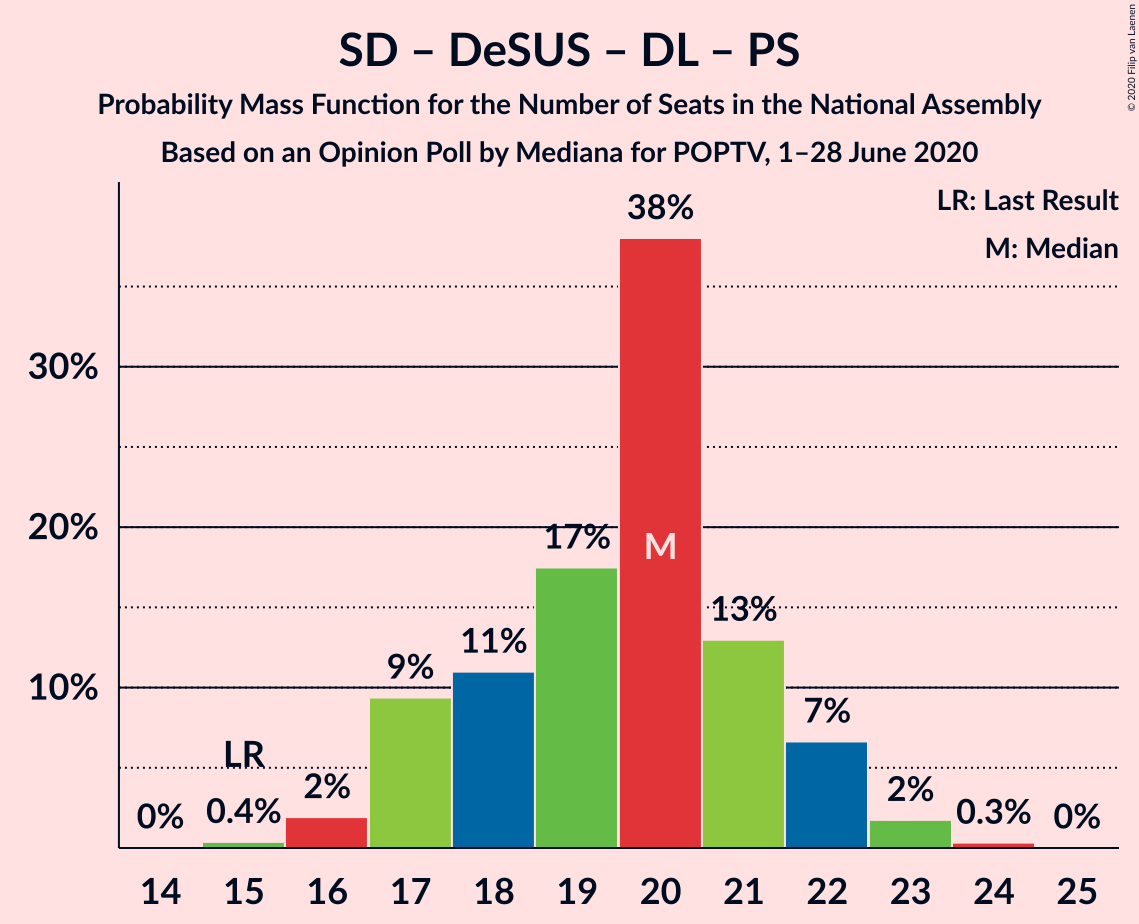 SD – DeSUS – DL – PS
Probability Mass Function for the Number of Seats in the National Assembly
Based on an Opinion Poll by Mediana for POPTV, 1–28 June 2020
© 2020 Filip van Laenen
LR: Last Result
M: Median
38%
30%
20%
17%
M
13%
11%
10%
9%
7%
LR
2%
2%
0%
0.4%
0.3%
0%
14 15 16 17 18 19 20 21 22 23 24 25